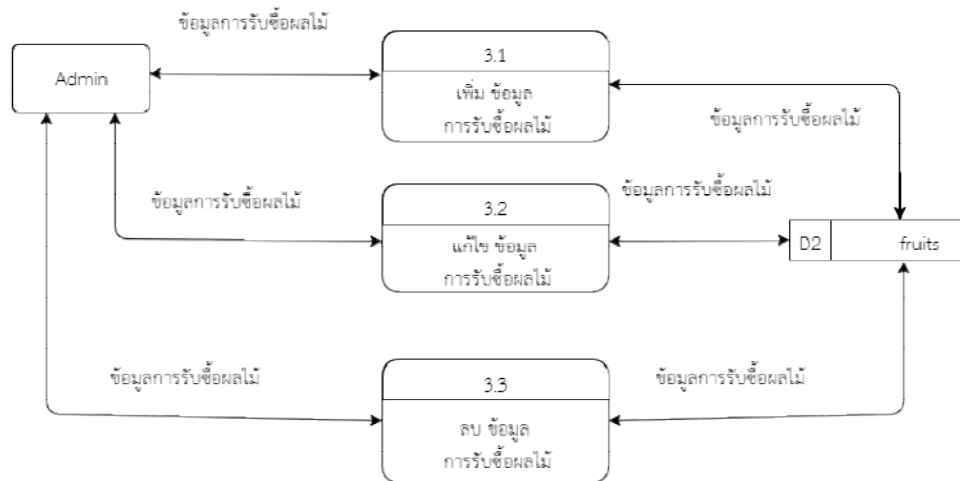 ข้อมูลการรับซื้อผลไม้
Admin
3.1
เพิ่ม ข้อมูล
การรับซื้อผลไม้
ข้อมูลการรับซื้อผลไม้
ข้อมูลการรับซื้อผลไม้
3.2
แก้ไข ข้อมูล
การรับซื้อผลไม้
ข้อมูลการรับซื้อผลไม้
D2
fruits
ข้อมูลการรับซื้อผลไม้
3.3
ลบ ข้อมูล
การรับซื้อผลไม้
ข้อมูลการรับซื้อผลไม้